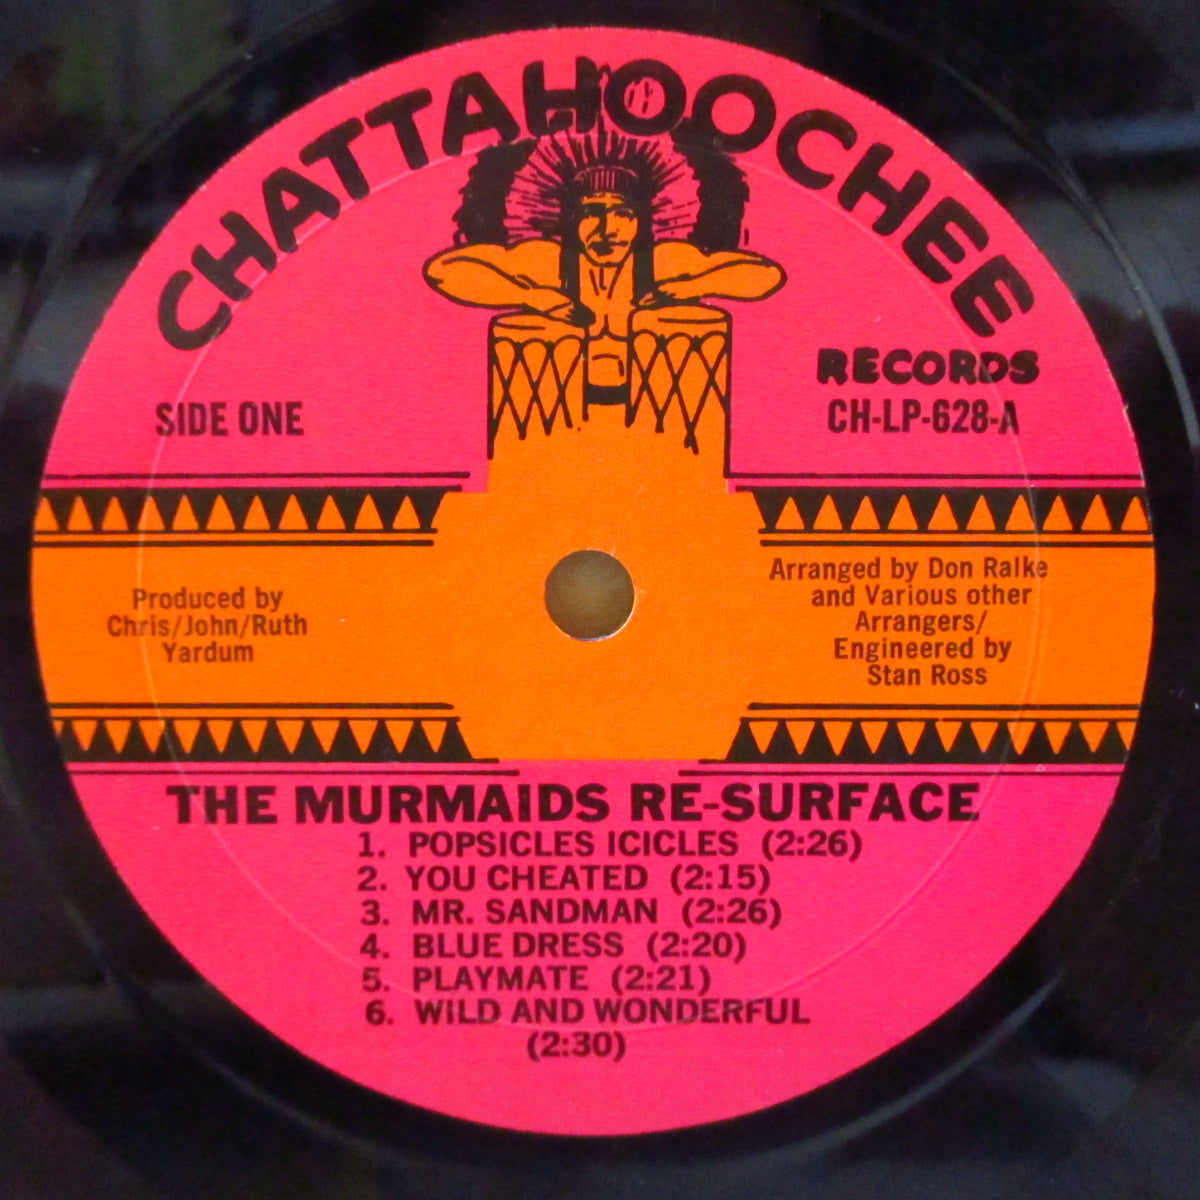 CHATTAHOOCHEE
RECORDS
SIDE ONE
CH-LP-628-A
Produced by
Chris/John/Ruth
Yardum
Arranged by Don Ralke
and Various other
Arrangers/
Engineered by
Stan Ross
THE MURMAIDS RE-SURFACE
1. POPSICLES ICICLES (2:26)
2. YOU CHEATED (2:15)
3. MR. SANDMAN (2:26)
4. BLUE DRESS (2:20)
5. PLAYMATE (2:21)
6. WILD AND WONDERFUL
(2:30)